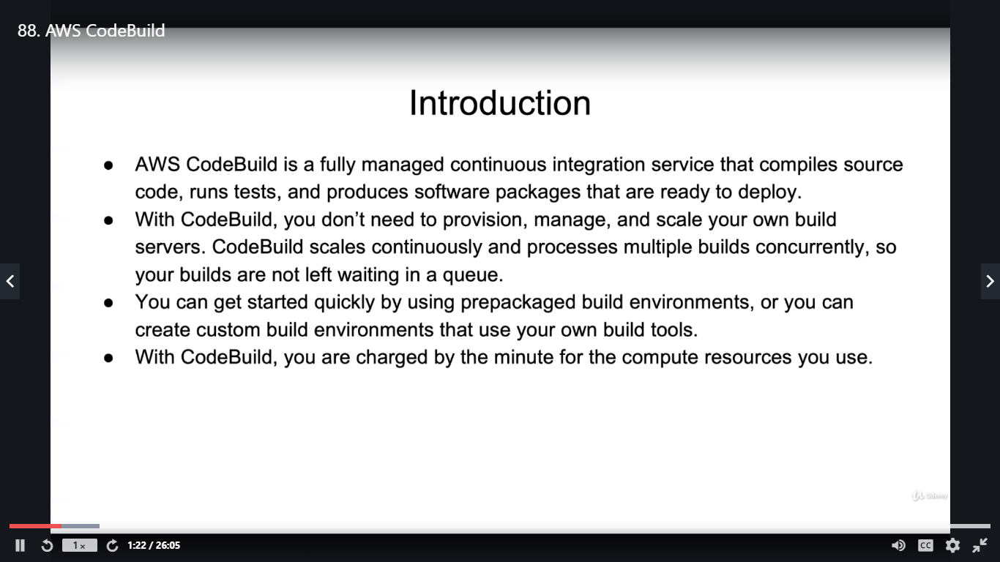 88. AWS CodeBuild
Introduction
● AWS CodeBuild is a fully managed continuous integration service that compiles source
code, runs tests, and produces software packages that are ready to deploy.
● With CodeBuild, you don’t need to provision, manage, and scale your own build
servers. CodeBuild scales continuously and processes multiple builds concurrently, so
your builds are not left waiting in a queue.
● You can get started quickly by using prepackaged build environments, or you can
create custom build environments that use your own build tools.
● With CodeBuild, you are charged by the minute for the compute resources you use.
Udemy
1x 1:22 / 26:05 CC